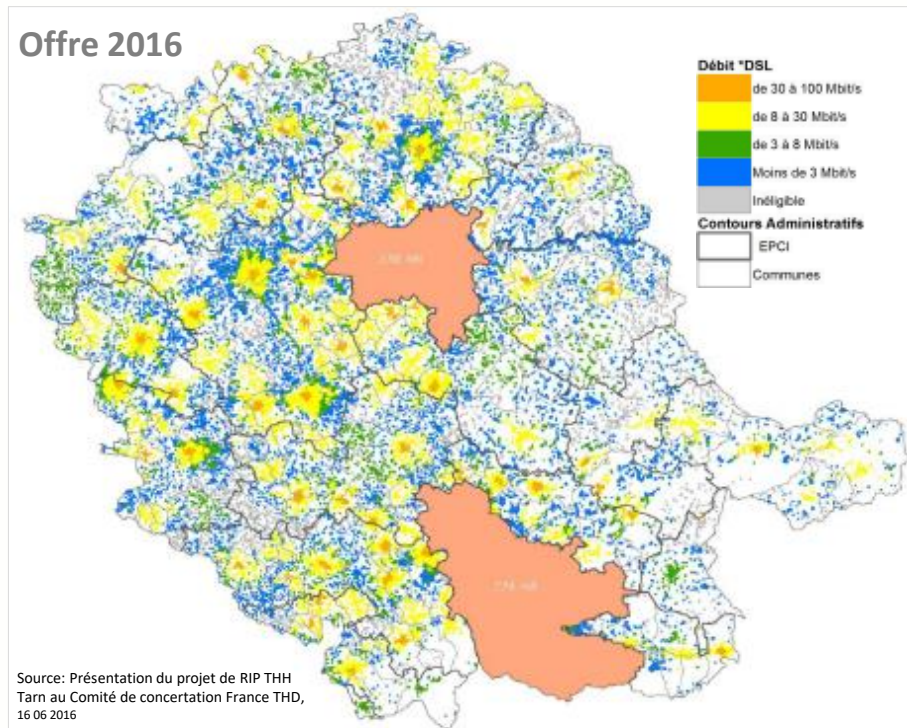 Offre 2016
Débit *DSL
de 30 à 100 Mbit/s
de 8 à 30 Mbit/s
de 3 à 8 Mbit/s
Moins de 3 Mbit/s
Inéligible
Contours Administratifs
EPCI
Communes
Source: Présentation du projet de RIP THH
Tarn au Comité de concertation France THD,
16 06 2016